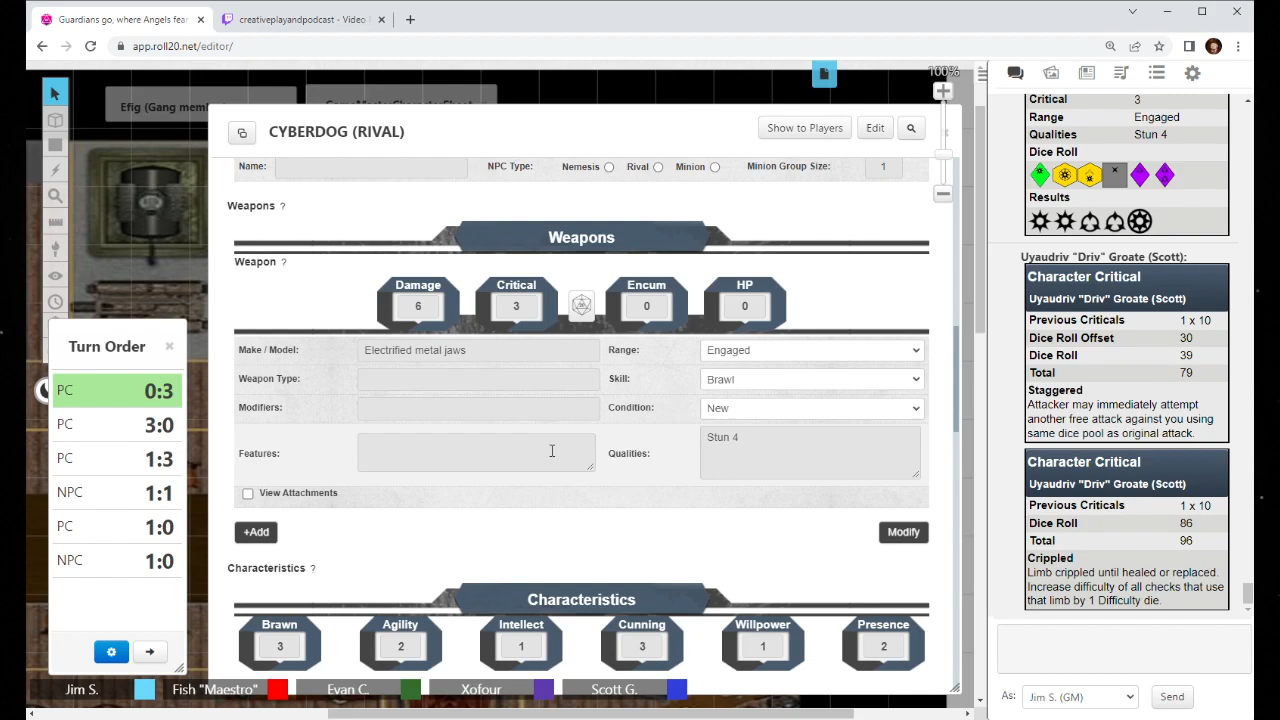 Guardians go, where Angels fear
creativeplayandpodcast - Video
app.roll20.net/editor/
100%
Efig (Gang mem
CYBERDOG (RIVAL)
Show to Players
Edit
Name:
NPC Type:
Nemesis
Rival
Minion
Minion Group Size:
1
Weapons ?
Weapons
Weapon ?
Damage
Critical
Encum
HP
6
3
0
0
Make / Model:
Electrified metal jaws
Range:
Engaged
Weapon Type:
Skill:
Brawl
Modifiers:
Condition:
New
Features:
Qualities:
Stun 4
View Attachments
+Add
Modify
Characteristics ?
Characteristics
Brawn
Agility
Intellect
Cunning
Willpower
Presence
3
2
1
3
1
2
Turn Order
PC 0:3
PC 3:0
PC 1:3
NPC 1:1
PC 1:0
NPC 1:0
Jim S.
Fish "Maestro"
Evan C.
Xofour
Scott G.
Critical 3
Range Engaged
Qualities Stun 4
Dice Roll
Results
Uyaudriv "Driv" Groate (Scott):
Character Critical
Uyaudriv "Driv" Groate (Scott)
Previous Criticals 1 x 10
Dice Roll Offset 30
Dice Roll 39
Total 79
Staggered
Attacker may immediately attempt
another free attack against you using
same dice pool as original attack.
Character Critical
Uyaudriv "Driv" Groate (Scott)
Previous Criticals 1 x 10
Dice Roll 86
Total 96
Crippled
Limb crippled until healed or replaced.
Increase difficulty of all checks that use
that limb by 1 Difficulty die.
As:
Jim S. (GM)
Send